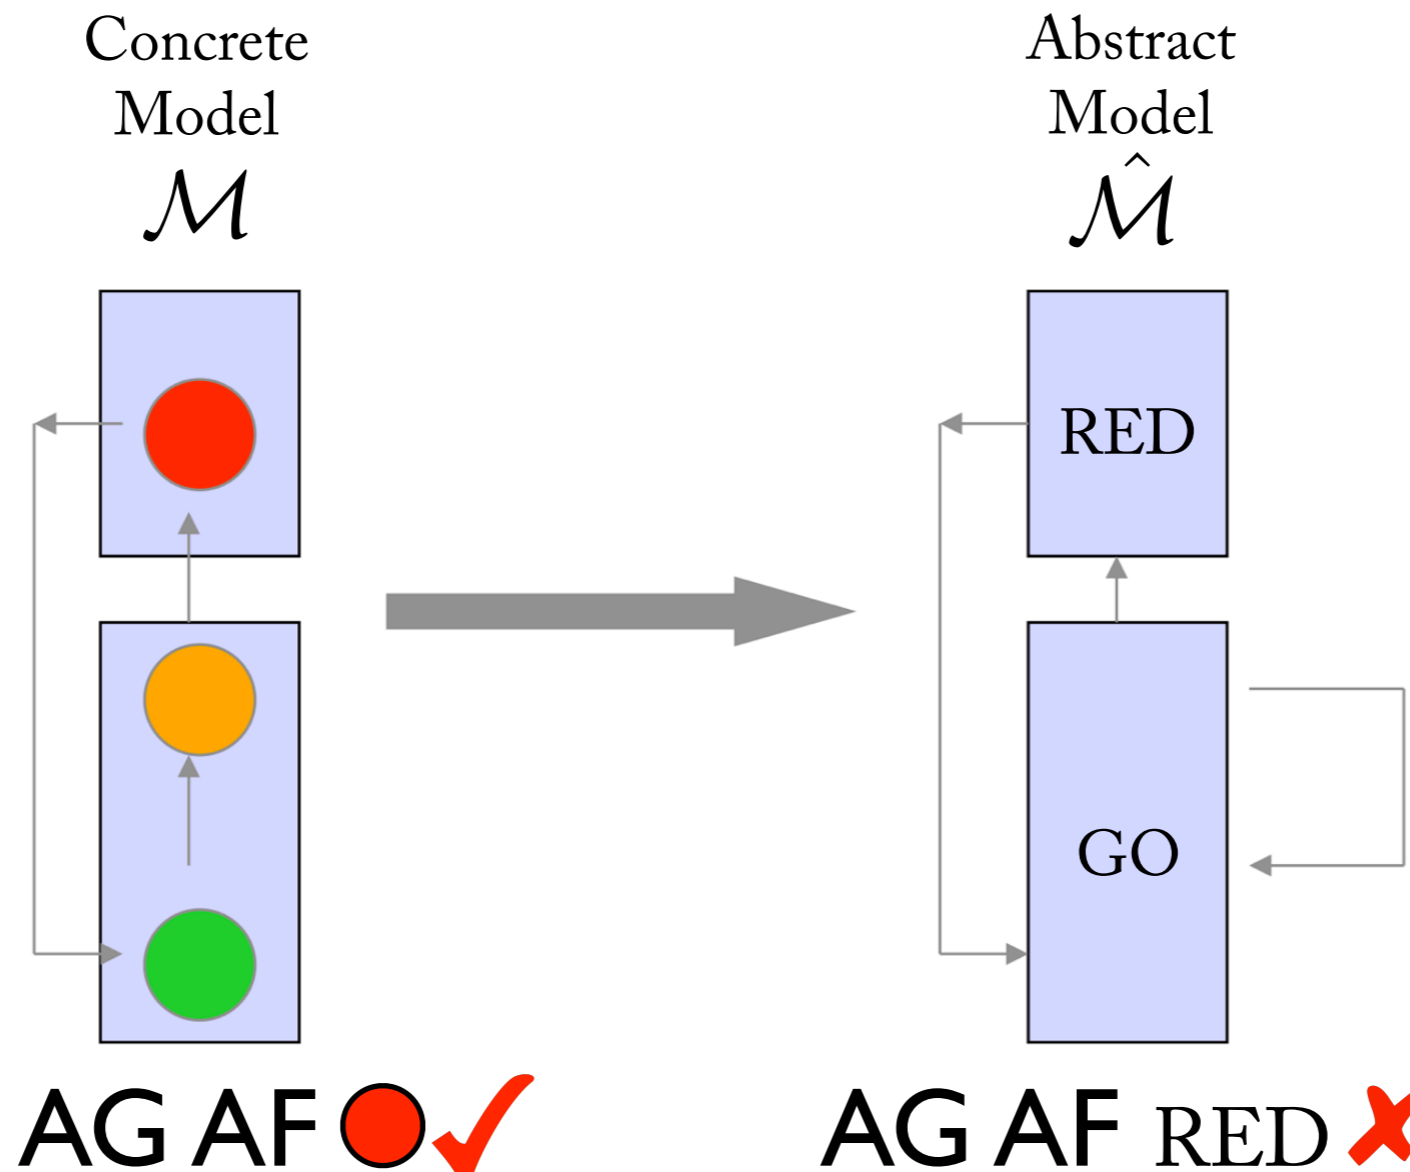 Concrete
Model
ℳ
Abstract
Model
ℳ̂
RED
GO
AG AF
AG AF RED